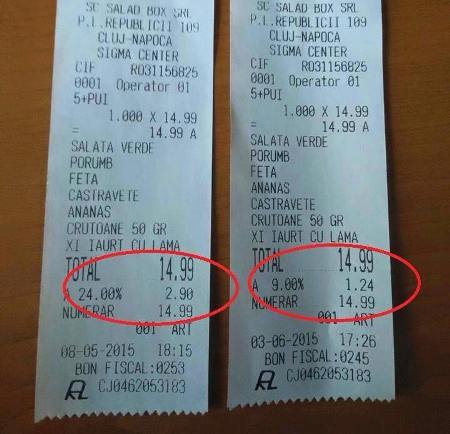 SC SALAD BOX SRL
P.L.REPUBLICII 109
CLUJ-NAPOCA
SIGMA CENTER
CIF RO31156825
0001 Operator 01
5+PUI
1.000 X 14.99
= 14.99 A
SALATA VERDE
PORUMB
FETA
CASTRAVETE
ANANAS
CRUTOANE 50 GR
XI IAURT CU LAMA
TOTAL 14.99
A 24.00% 2.90
NUMERAR 14.99
001 ART
08-05-2015 18:15
BON FISCAL:0253
CJ0462053183
SC SALAD BOX SRL
P.L.REPUBLICII 109
CLUJ-NAPOCA
SIGMA CENTER
CIF RO31156825
0001 Operator 01
5+PUI
1.000 X 14.99
= 14.99 A
SALATA VERDE
PORUMB
FETA
ANANAS
CASTRAVETE
CRUTOANE 50 GR
XI IAURT CU LAMA
TOTAL 14.99
A 9.00% 1.24
NUMERAR 14.99
001 ART
03-06-2015 17:26
BON FISCAL:0245
CJ0462053183